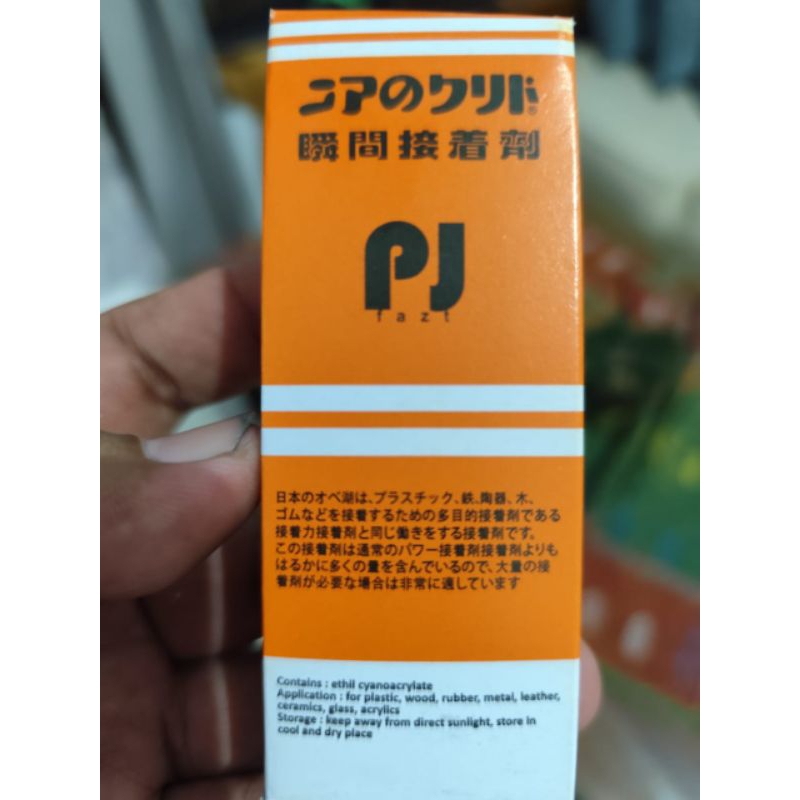 ニアのクリド®
瞬間接着劑
PJ
fazt
日本のオペ湖は、プラスチック、鉄、陶器、木、
ゴムなどを接着するための多目的接着剤である
接着力接着剤と同じ働きをする接着剤です。
この接着剤は通常のパワー接着剤接着剤よりも
はるかに多くの量を含んでいるので、大量の接
着剤が必要な場合は非常に適しています
Contains : ethil cyanoacrylate
Application : for plastic, wood, rubber, metal, leather,
ceramics, glass, acrylics
Storage : keep away from direct sunlight, store in
cool and dry place